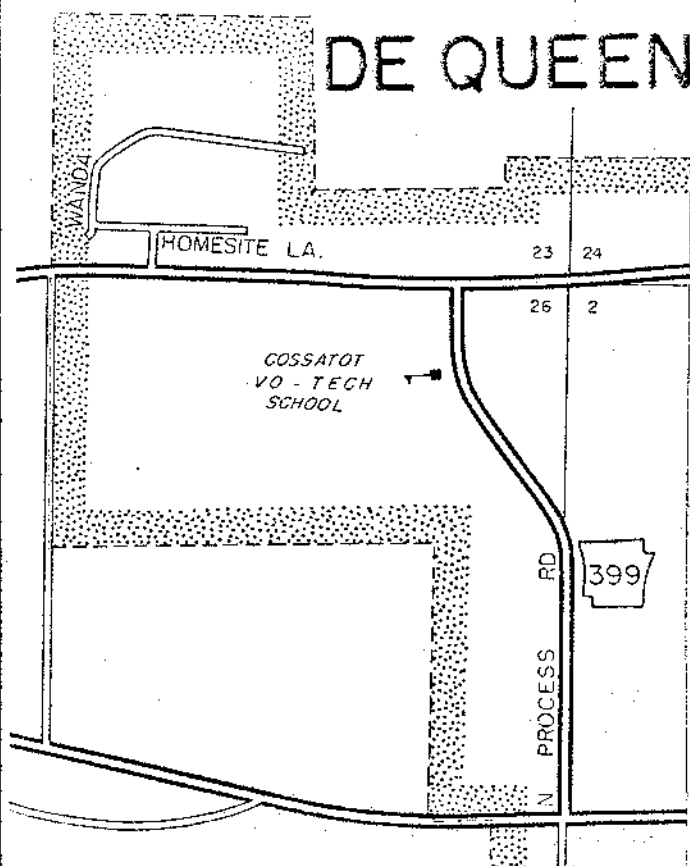 DE QUEEN
WANDA
HOMESITE LA.
23 24
26 2
COSSATOT
VO - TECH
SCHOOL
399
N PROCESS RD